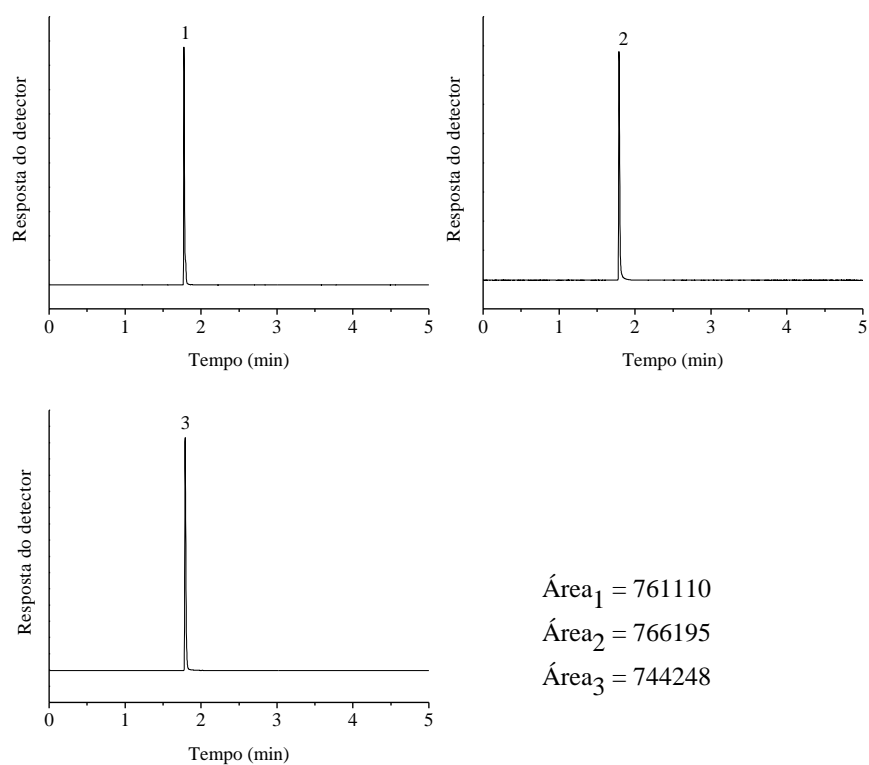 1
Resposta do detector
0 1 2 3 4 5
Tempo (min)
2
Resposta do detector
0 1 2 3 4 5
Tempo (min)
3
Resposta do detector
0 1 2 3 4 5
Tempo (min)
Área1 = 761110
Área2 = 766195
Área3 = 744248